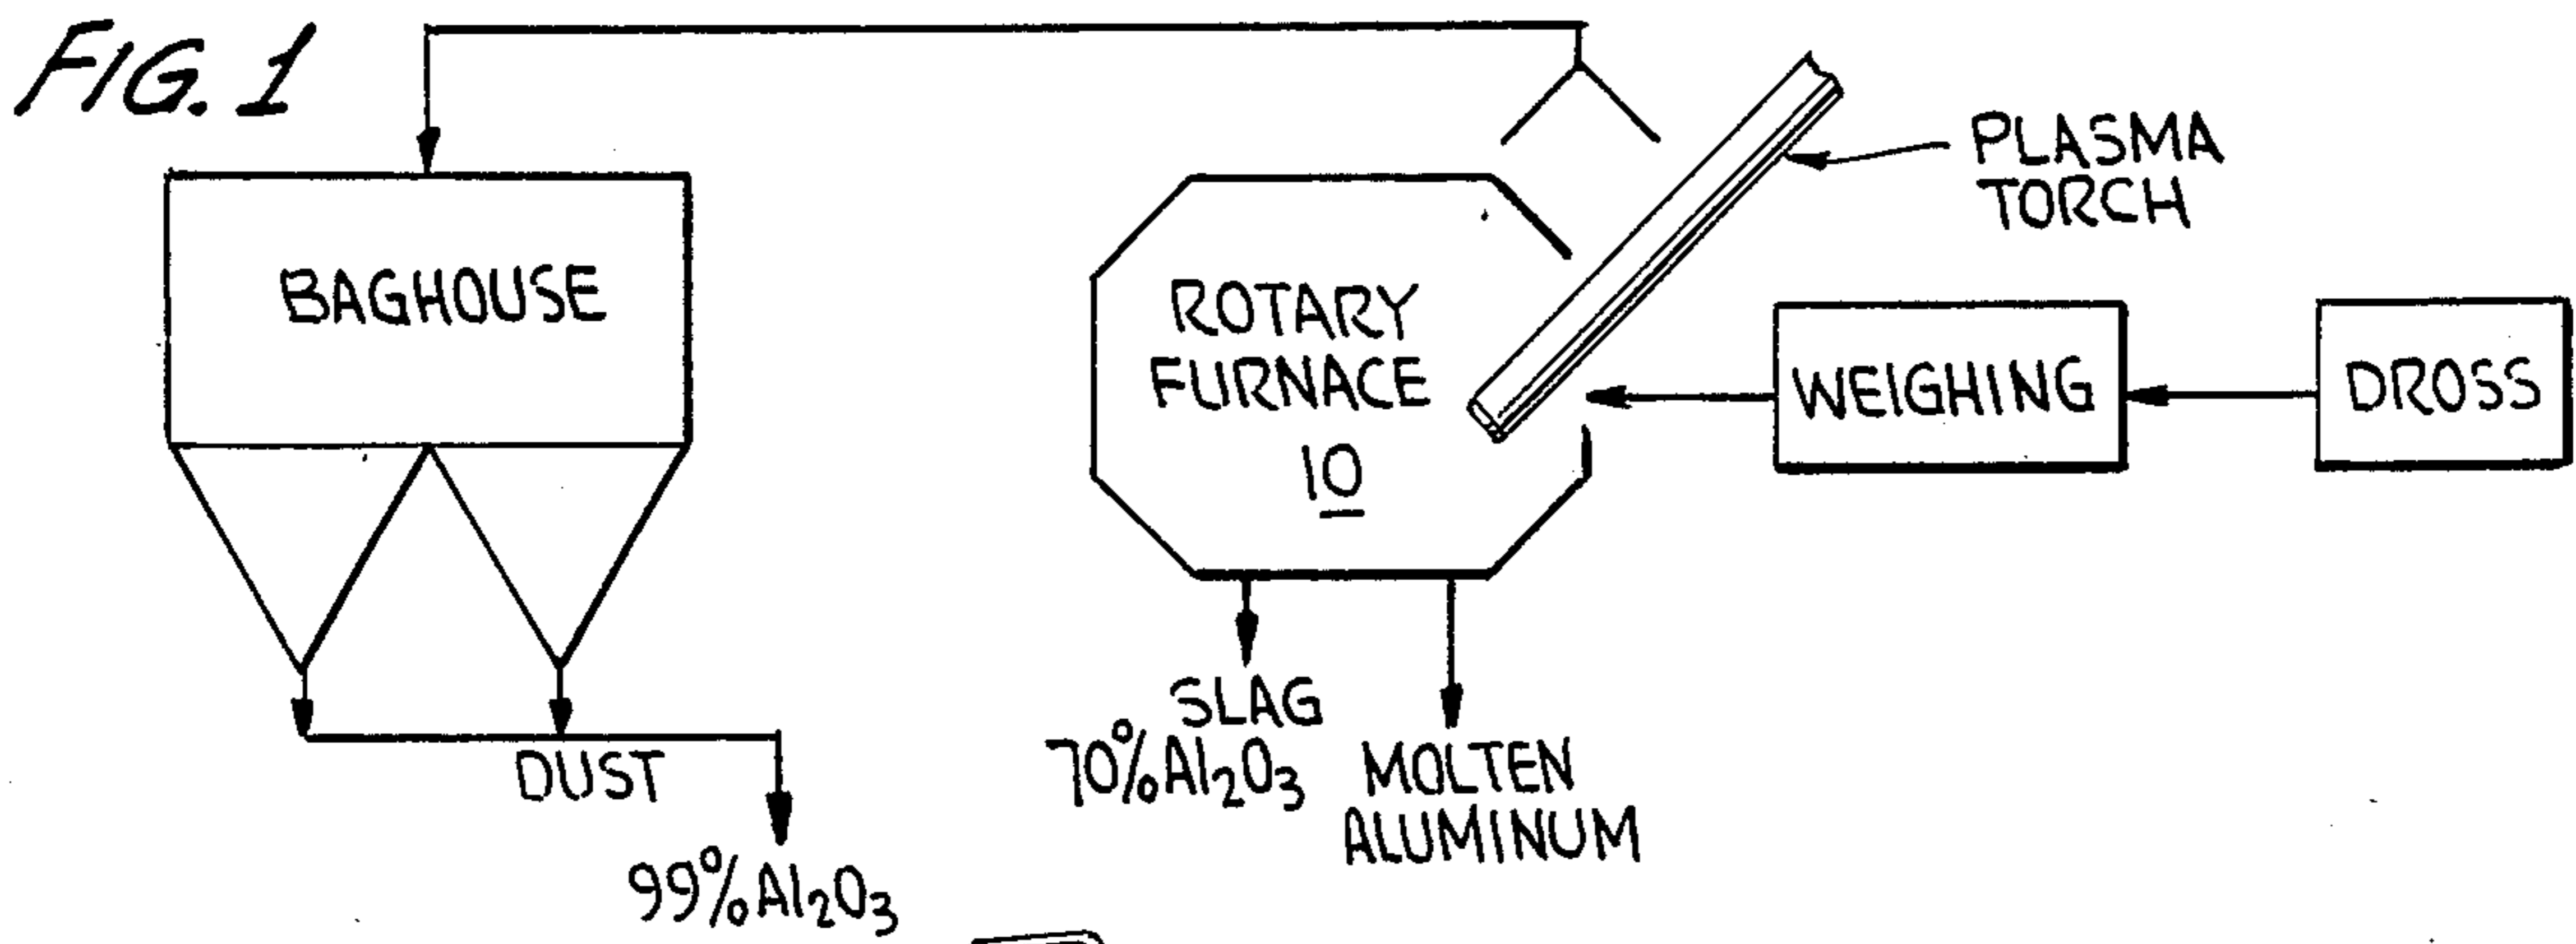 FIG. 1
PLASMA
TORCH
BAGHOUSE
ROTARY
FURNACE
10
WEIGHING
DROSS
SLAG
70% Al₂O₃
MOLTEN
ALUMINUM
DUST
99% Al₂O₃